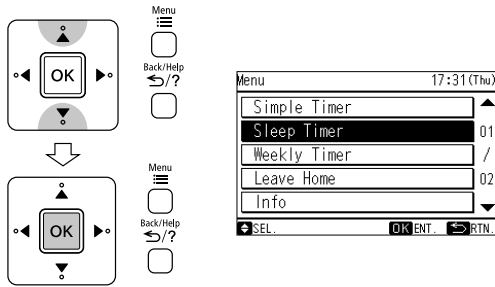 Menu
OK
Back/Help
/?
Menu
Back/Help
/?
OK
Menu 17:31(Thu)
Simple Timer
Sleep Timer 01
Weekly Timer /
Leave Home 02
Info
SEL. OK ENT. RTN.